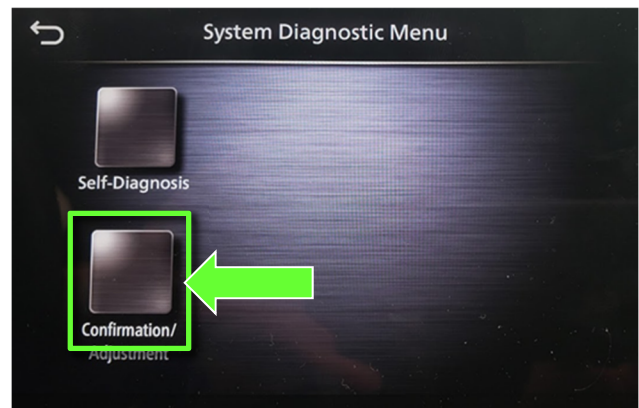 System Diagnostic Menu
Self-Diagnosis
Confirmation/
Adjustment